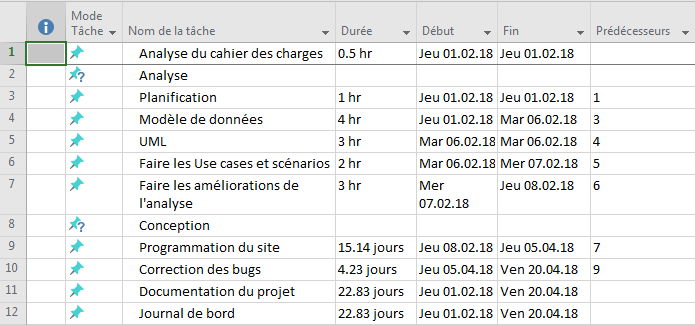 Mode Tâche Nom de la tâche Durée Début Fin Prédécesseurs
1 Analyse du cahier des charges 0.5 hr Jeu 01.02.18 Jeu 01.02.18
2 Analyse
3 Planification 1 hr Jeu 01.02.18 Jeu 01.02.18 1
4 Modèle de données 4 hr Jeu 01.02.18 Mar 06.02.18 3
5 UML 3 hr Mar 06.02.18 Mar 06.02.18 4
6 Faire les Use cases et scénarios 2 hr Mar 06.02.18 Mer 07.02.18 5
7 Faire les améliorations de l'analyse 3 hr Mer 07.02.18 Jeu 08.02.18 6
8 Conception
9 Programmation du site 15.14 jours Jeu 08.02.18 Jeu 05.04.18 7
10 Correction des bugs 4.23 jours Jeu 05.04.18 Ven 20.04.18 9
11 Documentation du projet 22.83 jours Jeu 01.02.18 Ven 20.04.18
12 Journal de bord 22.83 jours Jeu 01.02.18 Ven 20.04.18